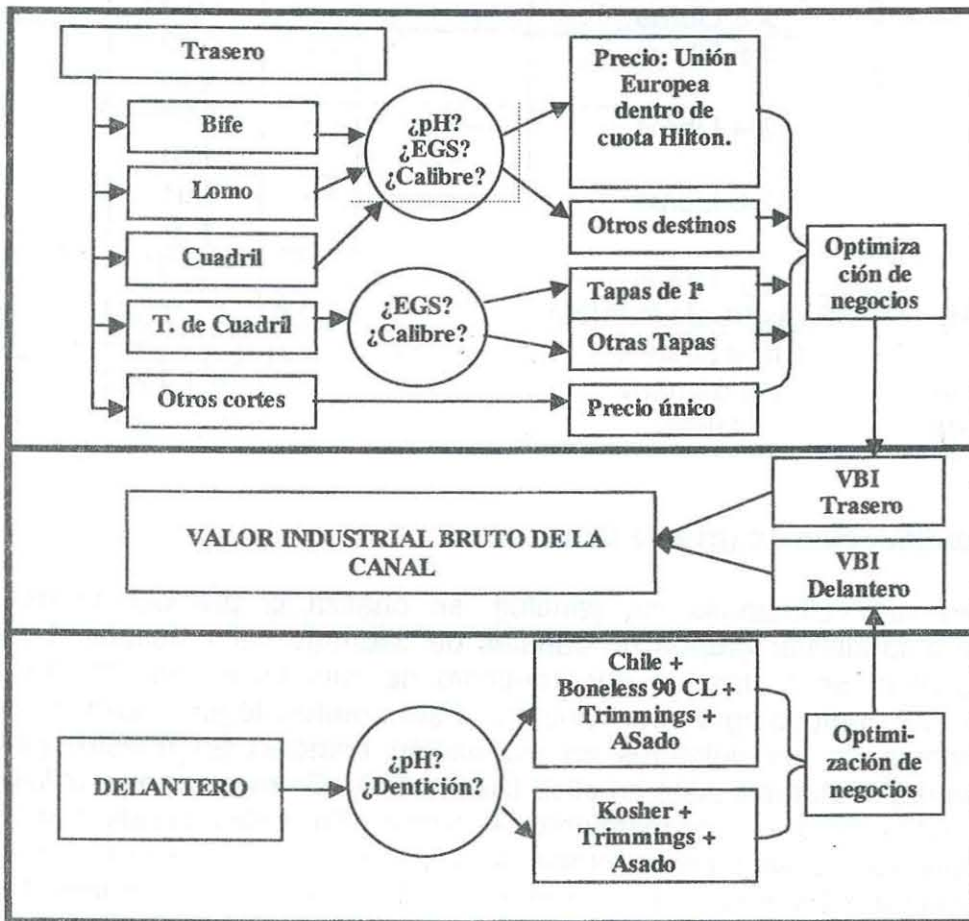 Trasero
Bife
Lomo
Cuadril
T. de Cuadril
Otros cortes
¿pH?
¿EGS?
¿Calibre?
¿EGS?
¿Calibre?
Precio: Unión
Europea
dentro de
cuota Hilton.
Otros destinos
Tapas de 1ª
Otras Tapas
Precio único
Optimiza
ción de
negocios
VALOR INDUSTRIAL BRUTO DE LA
CANAL
VBI
Trasero
VBI
Delantero
DELANTERO
¿pH?
¿Dentición?
Chile +
Boneless 90 CL +
Trimmings +
ASado
Kosher +
Trimmings +
Asado
Optimi-
zación de
negocios